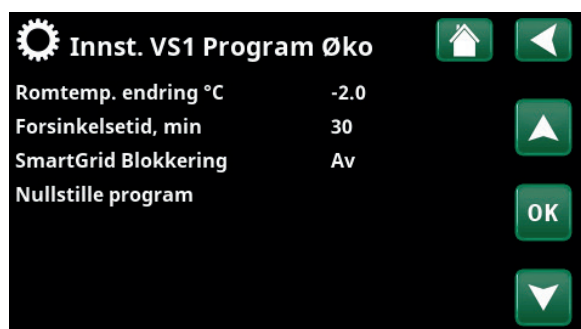 Innst. VS1 Program Øko
Romtemp. endring °C -2.0
Forsinkelsetid, min 30
SmartGrid Blokkering Av
Nullstille program
OK